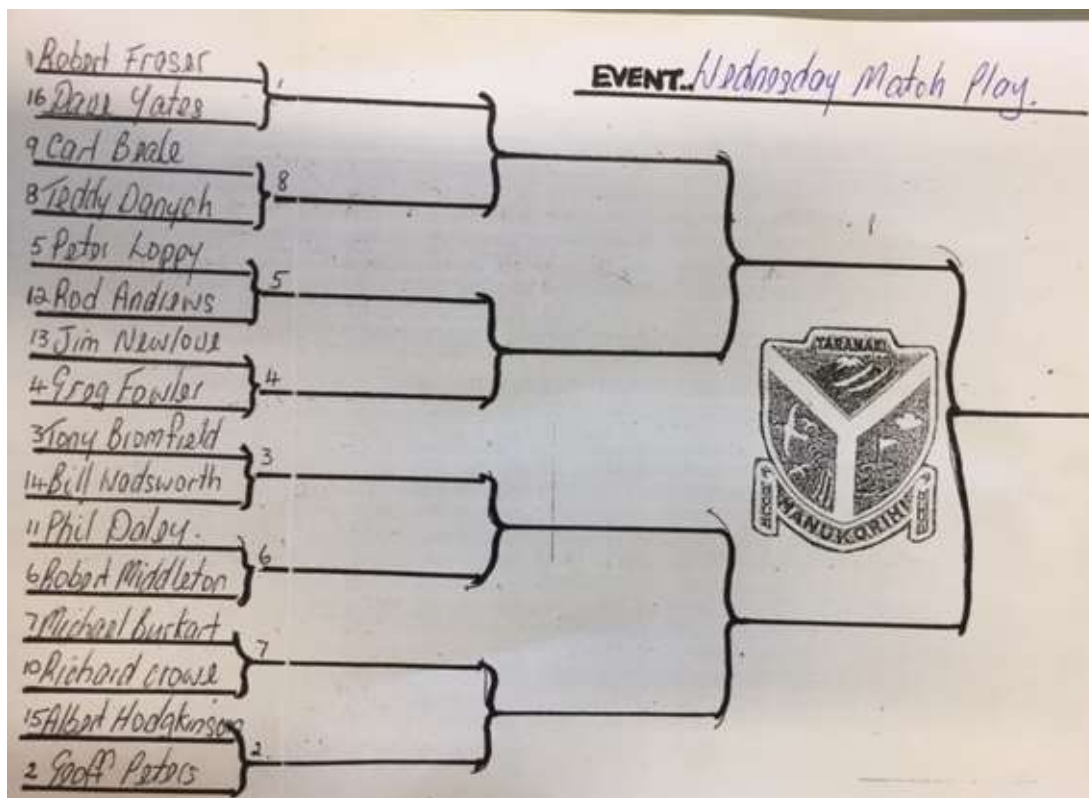 EVENT..Wednesday Match Play.
1 Robert Fraser
1
16 Dave Yates
9 Carl Beale
8
8 Teddy Danych
5 Peter Loppy
5
12 Rod Andrews
13 Jim Newlove
4
4 Greg Fowler
3 Tony Bromfield
3
14 Bill Wadsworth
11 Phil Daley.
6
6 Robert Middleton
7 Michael Burkart
7
10 Richard Crowe
15 Albert Hodgkinson
2
2 Geoff Peters
TARANAKI
MANUKORIHI